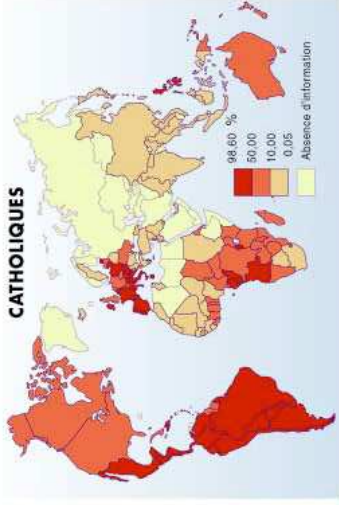 CATHOLIQUES
98,60 %
50,00
10,00
0,05
Absence d'information